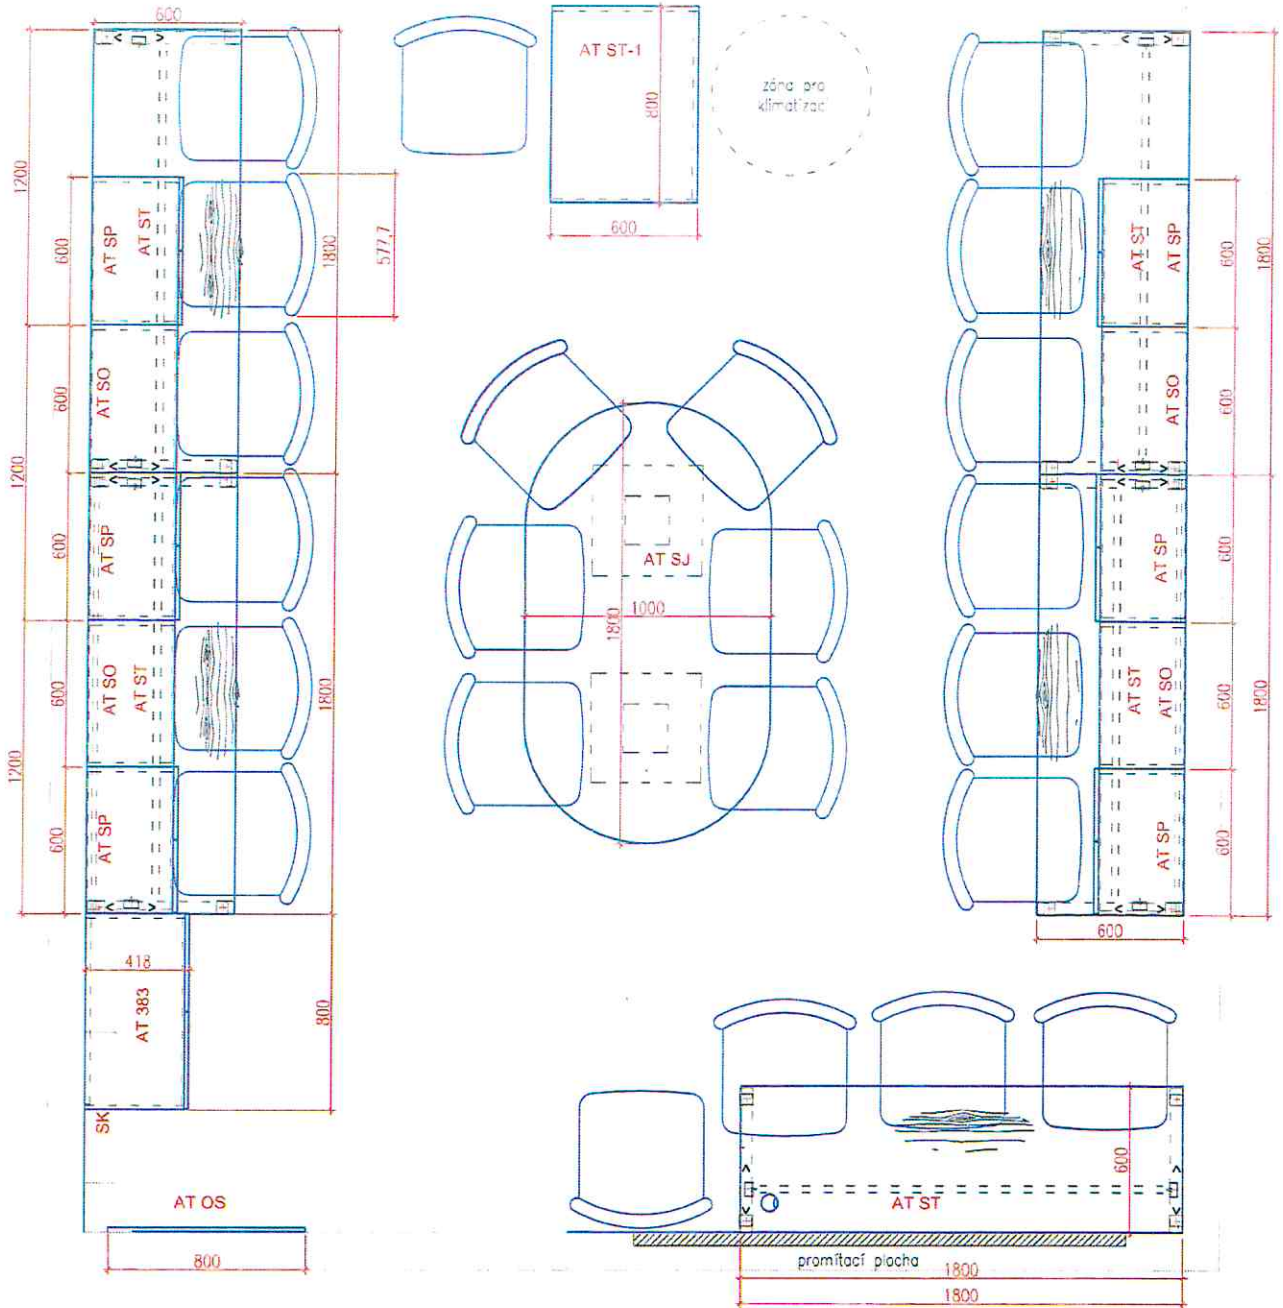 600
AT ST-1
800
600
zóna pro
klimatizaci
1200
600
AT SP
AT ST
1800
577,7
600
AT SO
1200
600
AT SP
600
AT SO
AT ST
1800
1200
600
AT SP
418
AT 383
800
SK
AT OS
800
AT SJ
1000
1800
AT ST
AT SP
600
1800
AT SO
600
AT SP
600
AT ST
AT SO
600
1800
AT SP
600
600
600
AT ST
promítací plocha
1800
1800